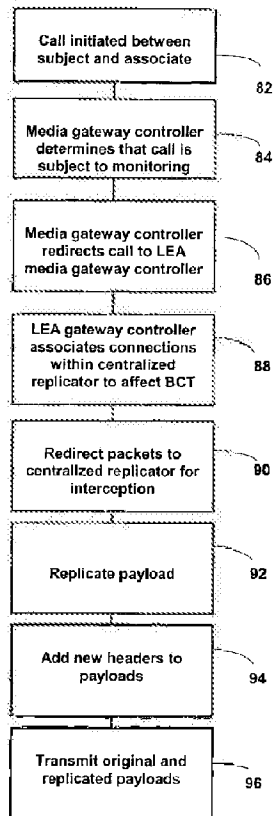 Call initiated between
subject and associate
82
Media gateway controller
determines that call is
subject to monitoring
84
Media gateway controller
redirects call to LEA
media gateway controller
86
LEA gateway controller
associates connections
within centralized
replicator to affect BCT
88
Redirect packets to
centralized replicator for
interception
90
Replicate payload
92
Add new headers to
payloads
94
Transmit original and
replicated payloads
96